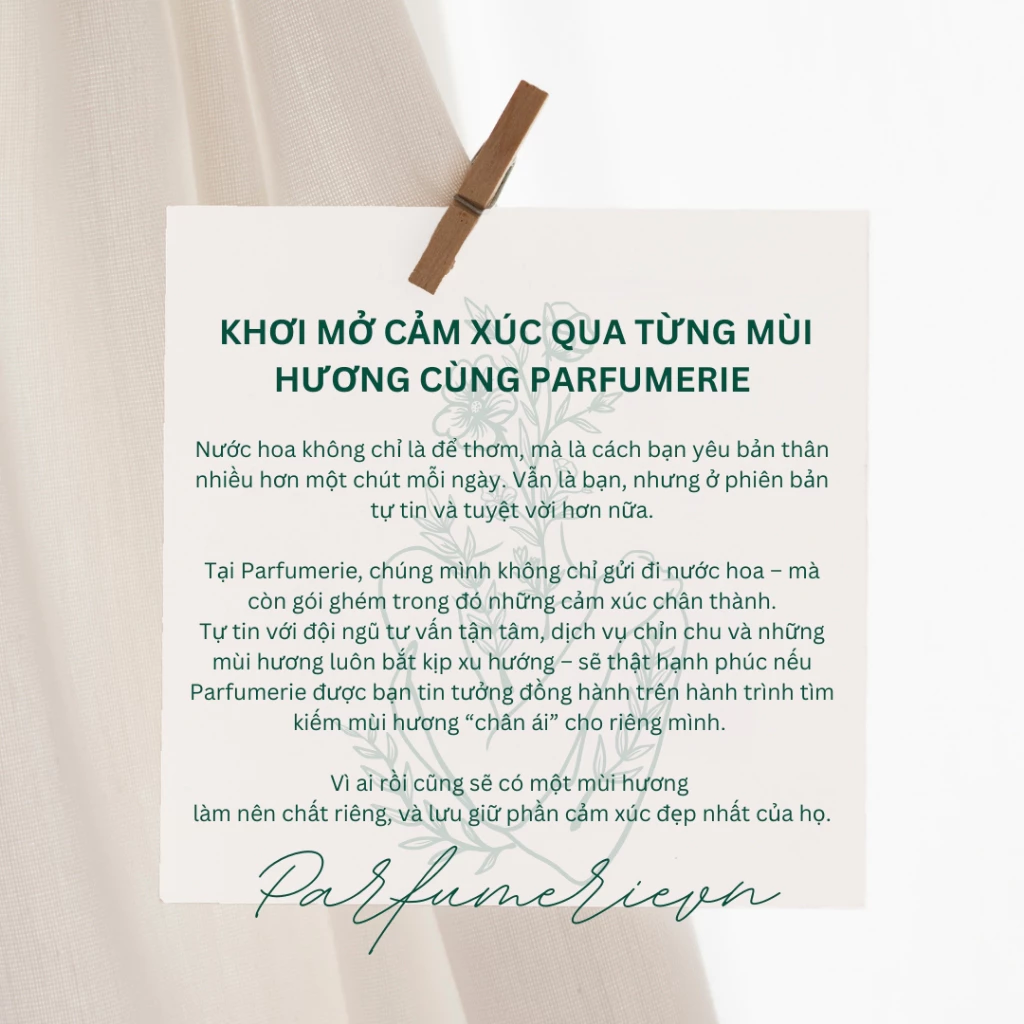 KHƠI MỞ CẢM XÚC QUA TỪNG MÙI
HƯƠNG CÙNG PARFUMERIE
Nước hoa không chỉ là để thơm, mà là cách bạn yêu bản thân
nhiều hơn một chút mỗi ngày. Vẫn là bạn, nhưng ở phiên bản
tự tin và tuyệt vời hơn nữa.
Tại Parfumerie, chúng mình không chỉ gửi đi nước hoa – mà
còn gói ghém trong đó những cảm xúc chân thành.
Tự tin với đội ngũ tư vấn tận tâm, dịch vụ chỉn chu và những
mùi hương luôn bắt kịp xu hướng – sẽ thật hạnh phúc nếu
Parfumerie được bạn tin tưởng đồng hành trên hành trình tìm
kiếm mùi hương “chân ái” cho riêng mình.
Vì ai rồi cũng sẽ có một mùi hương
làm nên chất riêng, và lưu giữ phần cảm xúc đẹp nhất của họ.
Parfumerievn